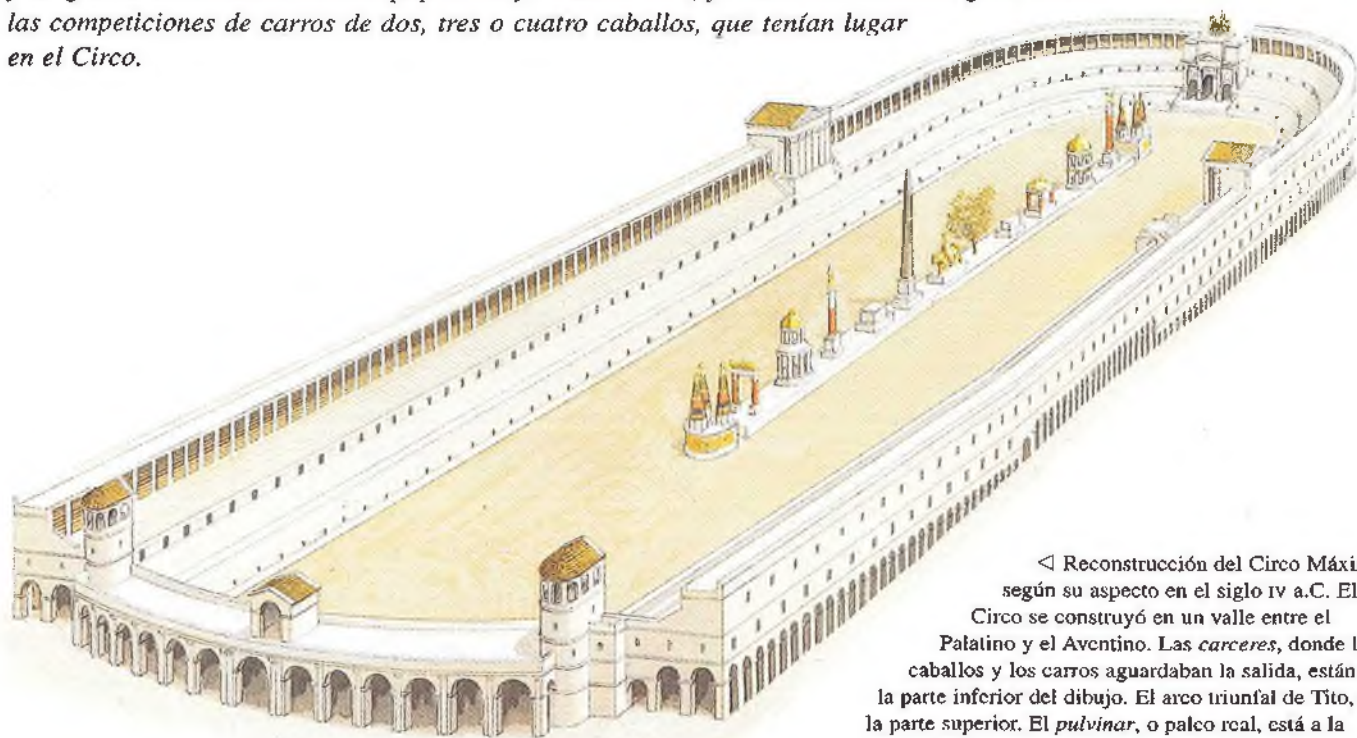 las competiciones de carros de dos, tres o cuatro caballos, que tenían lugar
en el Circo.
◁ Reconstrucción del Circo Máxi
según su aspecto en el siglo IV a.C. El
Circo se construyó en un valle entre el
Palatino y el Aventino. Las carceres, donde l
caballos y los carros aguardaban la salida, están
la parte inferior del dibujo. El arco triunfal de Tito,
la parte superior. El pulvinar, o palco real, está a la